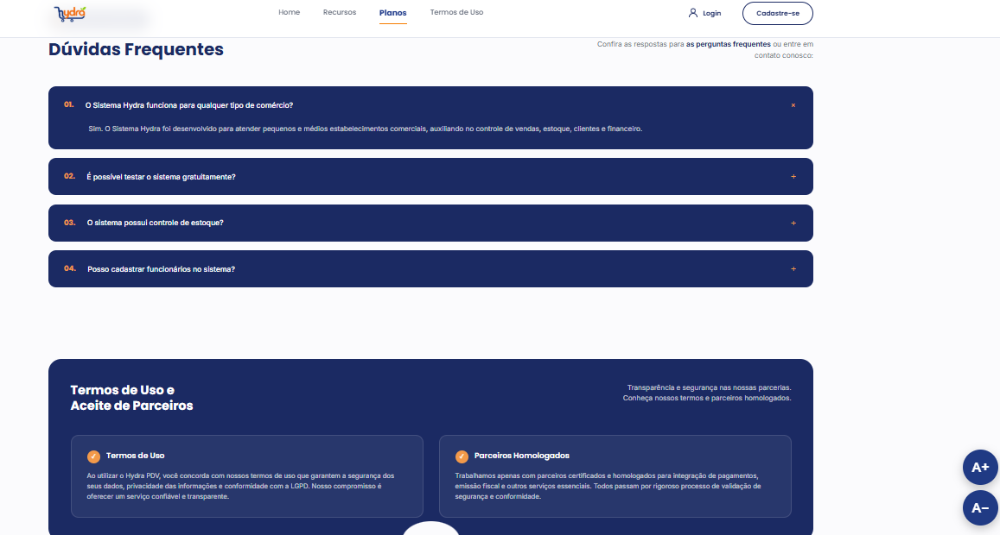 hydra
Home
Recursos
Planos
Termos de Uso
Login
Cadastre-se
Dúvidas Frequentes
Confira as respostas para as perguntas frequentes ou entre em
contato conosco:
01. O Sistema Hydra funciona para qualquer tipo de comércio? ×
Sim. O Sistema Hydra foi desenvolvido para atender pequenos e médios estabelecimentos comerciais, auxiliando no controle de vendas, estoque, clientes e financeiro.
02. É possível testar o sistema gratuitamente? +
03. O sistema possui controle de estoque? +
04. Posso cadastrar funcionários no sistema? +
Termos de Uso e
Aceite de Parceiros
Transparência e segurança nas nossas parcerias.
Conheça nossos termos e parceiros homologados.
Termos de Uso
Ao utilizar o Hydra PDV, você concorda com nossos termos de uso que garantem a segurança dos
seus dados, privacidade das informações e conformidade com a LGPD. Nosso compromisso é
oferecer um serviço confiável e transparente.
Parceiros Homologados
Trabalhamos apenas com parceiros certificados e homologados para integração de pagamentos,
emissão fiscal e outros serviços essenciais. Todos passam por rigoroso processo de validação de
segurança e conformidade.
A+
A−